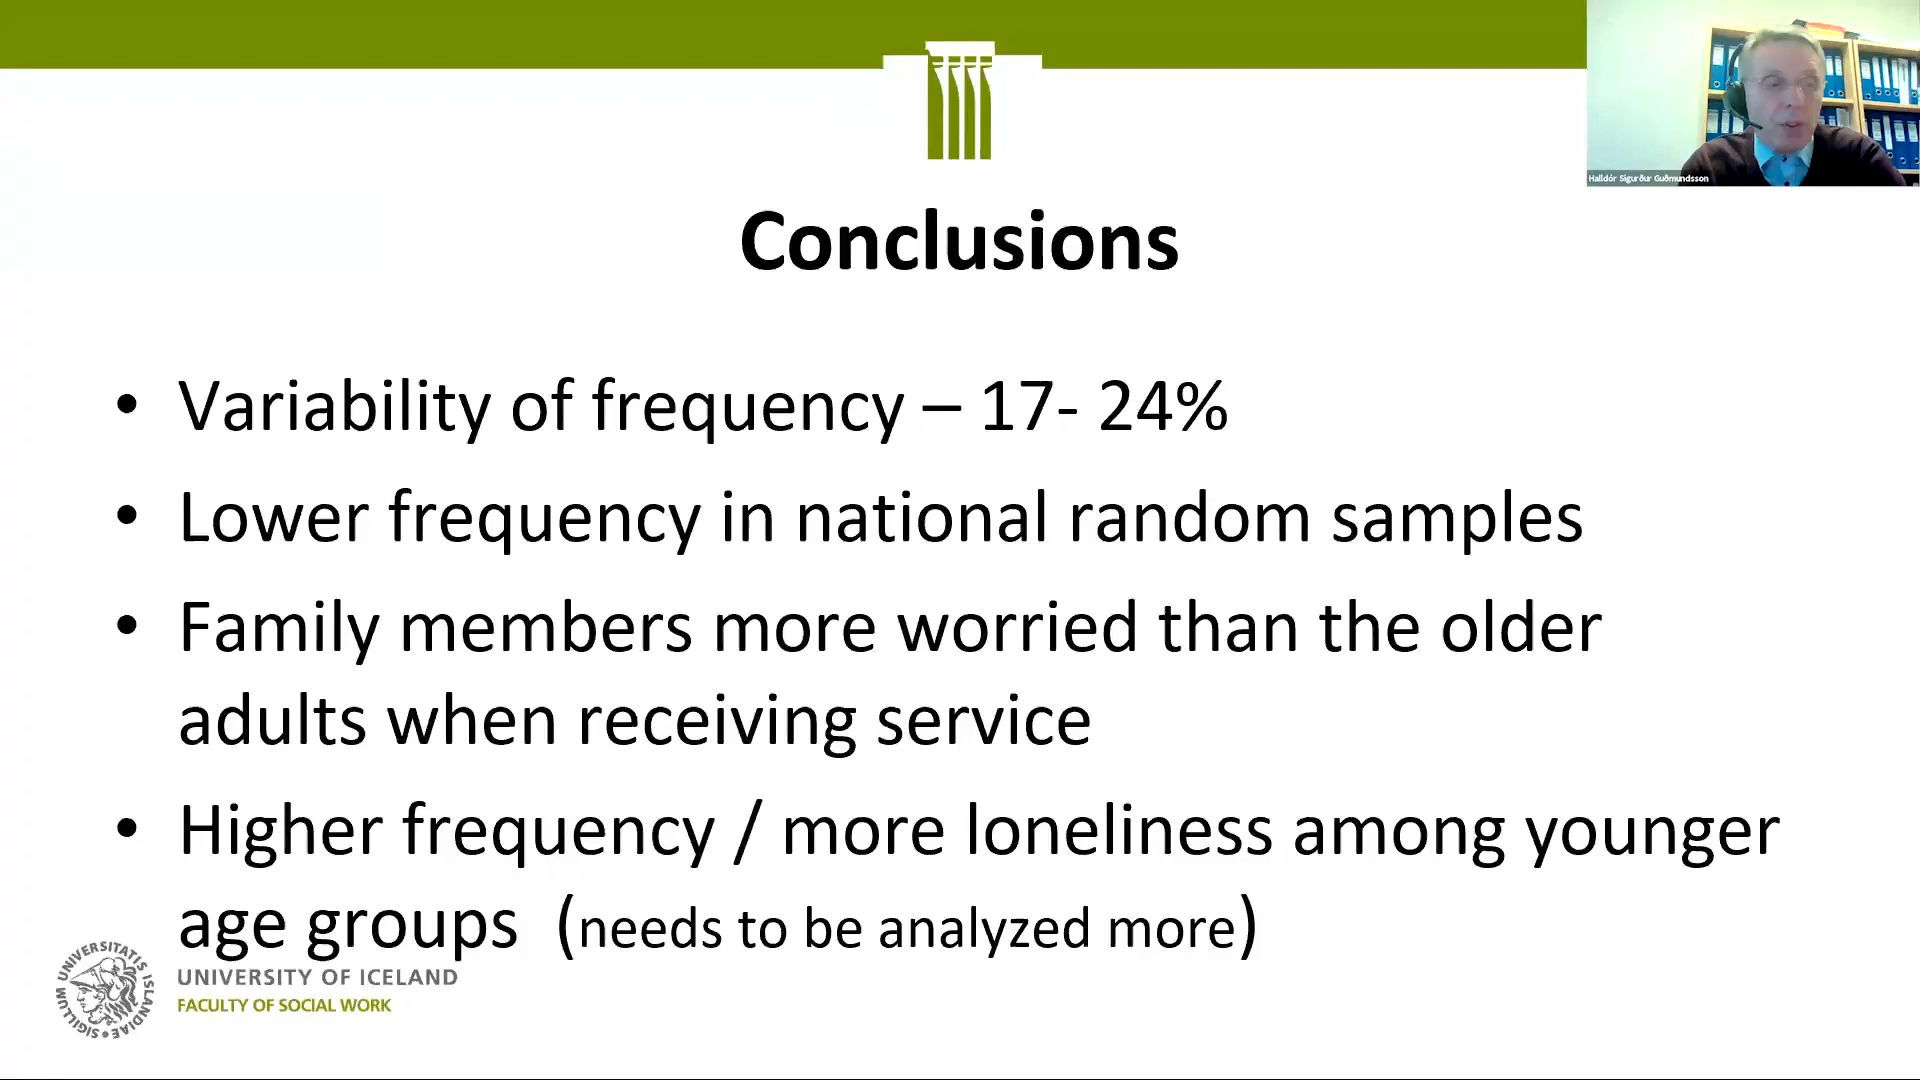 Halldór Sigurður Guðmundsson
Conclusions
• Variability of frequency – 17- 24%
• Lower frequency in national random samples
• Family members more worried than the older
adults when receiving service
• Higher frequency / more loneliness among younger
age groups (needs to be analyzed more)
SIGILLUM UNIVERSITATIS ISLANDIAE
UNIVERSITY OF ICELAND
FACULTY OF SOCIAL WORK